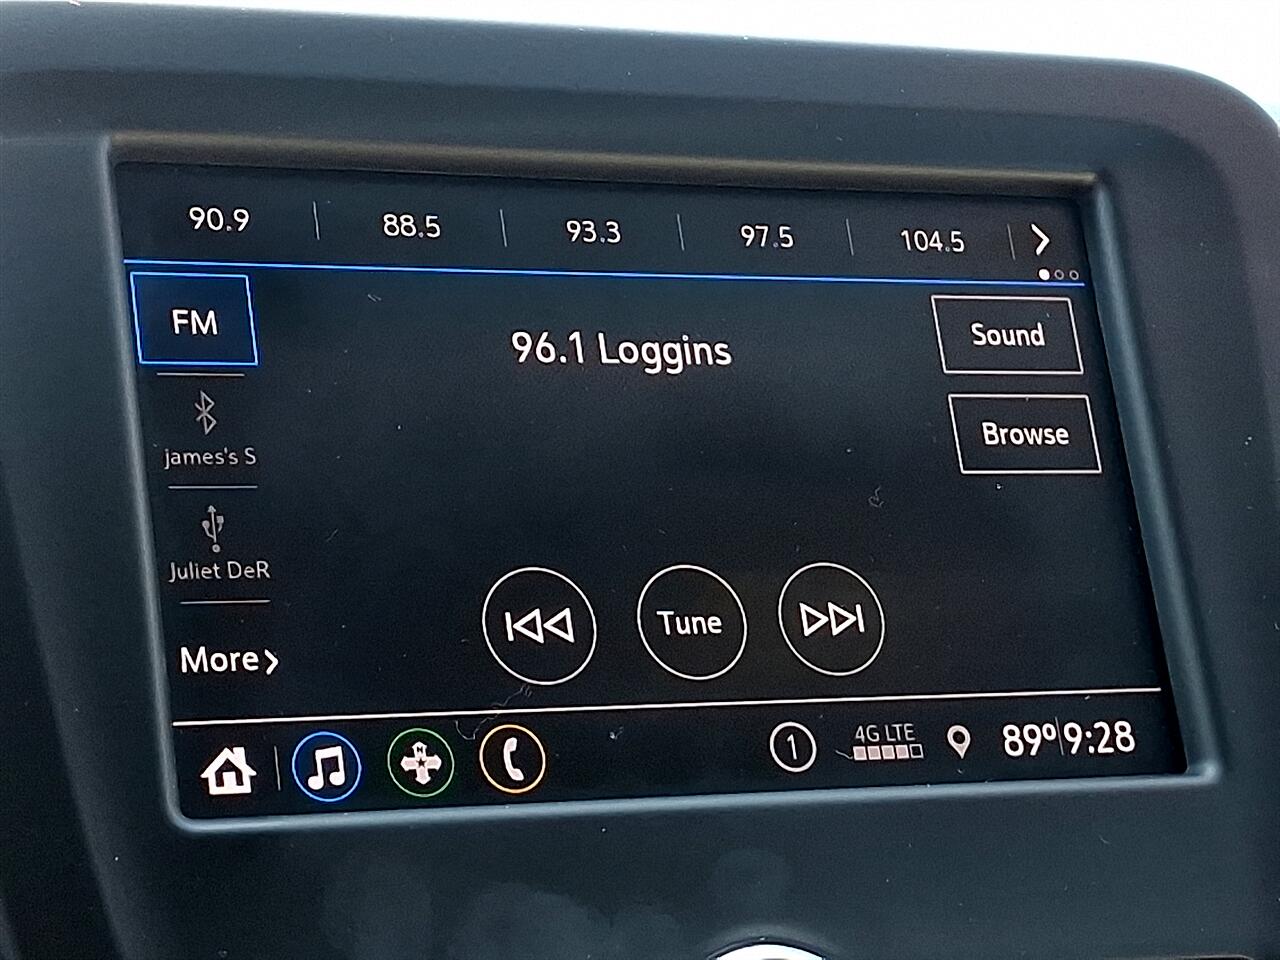 90.9 88.5 93.3 97.5 104.5
FM
96.1 Loggins
Sound
Browse
james's S
Juliet DeR
More
Tune
N
1
4G LTE
89° 9:28